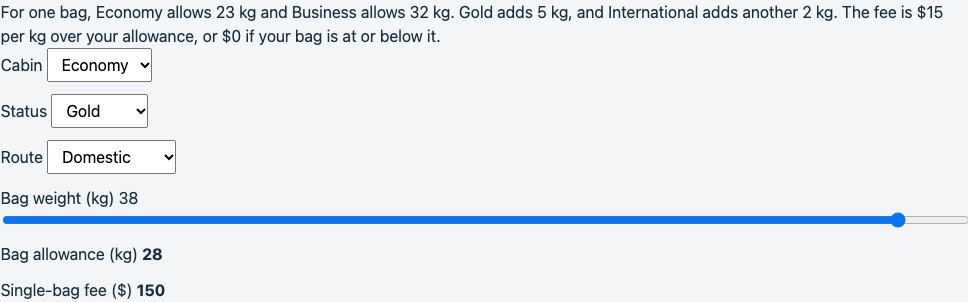 For one bag, Economy allows 23 kg and Business allows 32 kg. Gold adds 5 kg, and International adds another 2 kg. The fee is $15
per kg over your allowance, or $0 if your bag is at or below it.
Cabin Economy
Status Gold
Route Domestic
Bag weight (kg) 38
Bag allowance (kg) 28
Single-bag fee ($) 150